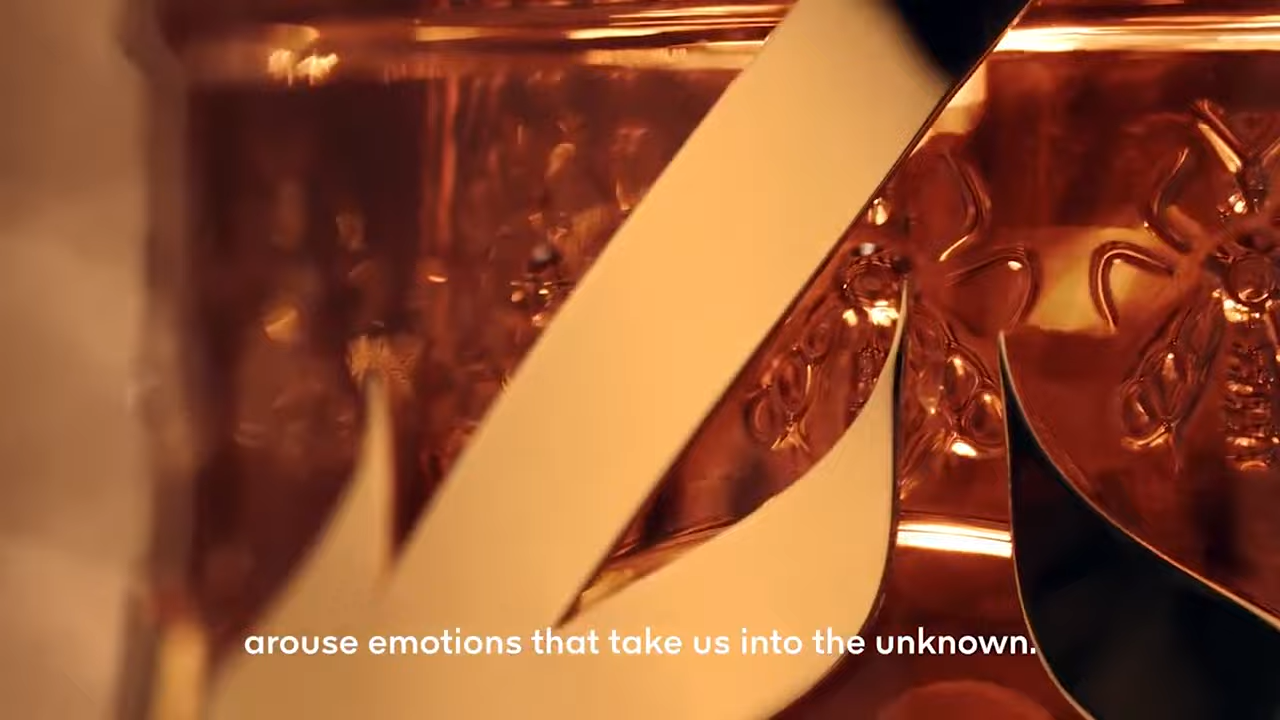 arouse emotions that take us into the unknown.